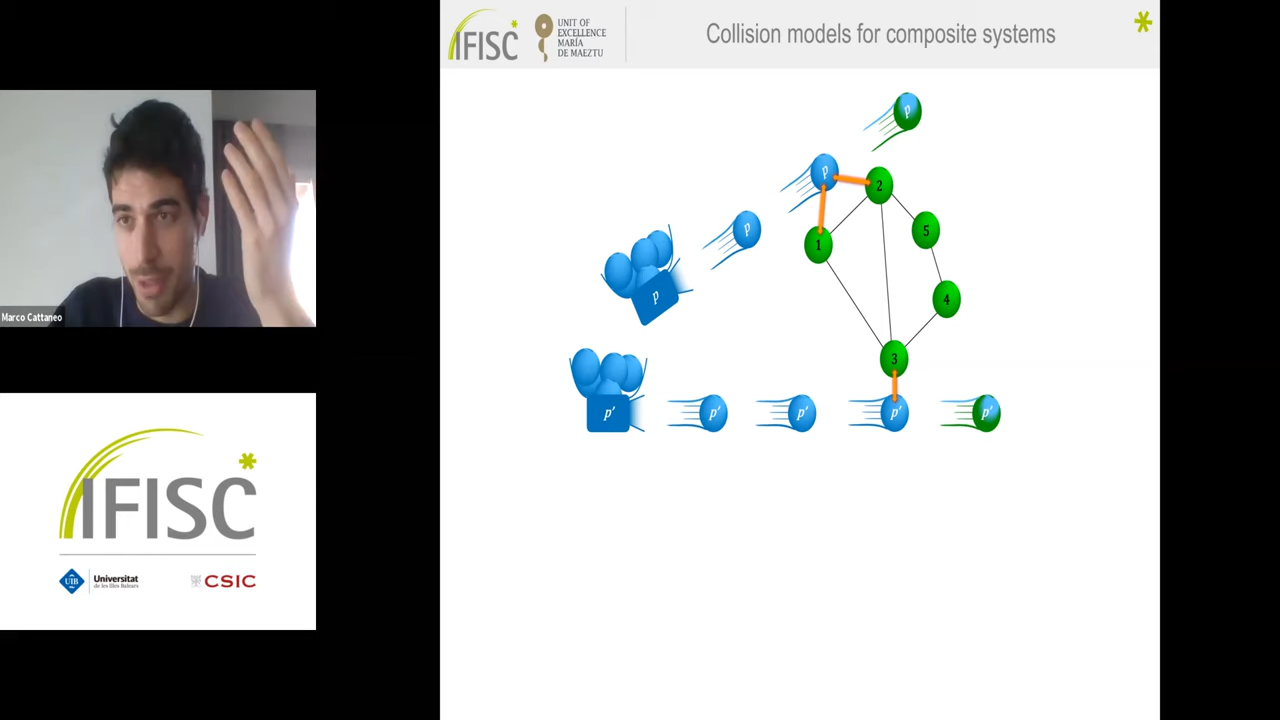 Marco Cattaneo
IFISC
UIB
Universitat
de les Illes Balears
CSIC
IFISC
UNIT OF
EXCELLENCE
MARÍA
DE MAEZTU
Collision models for composite systems
p
p
2
p
5
1
p
4
3
p'
p'
p'
p'
p'